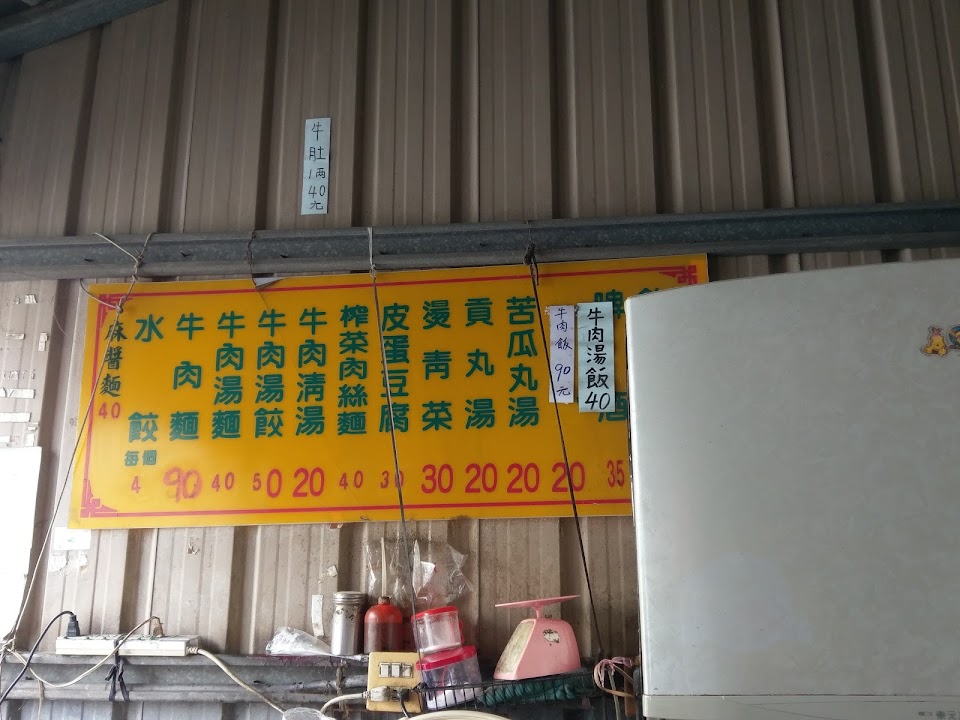 牛肚1兩40元
麻醬麵 40
水餃 每個 4
牛肉麵 90
牛肉湯麵 40
牛肉湯餃 50
牛肉清湯 20
榨菜肉絲麵 40
皮蛋豆腐 30
燙青菜 30
貢丸湯 20
苦瓜丸湯 20
20
牛肉飯 90元
牛肉湯飯 40
啤酒
35